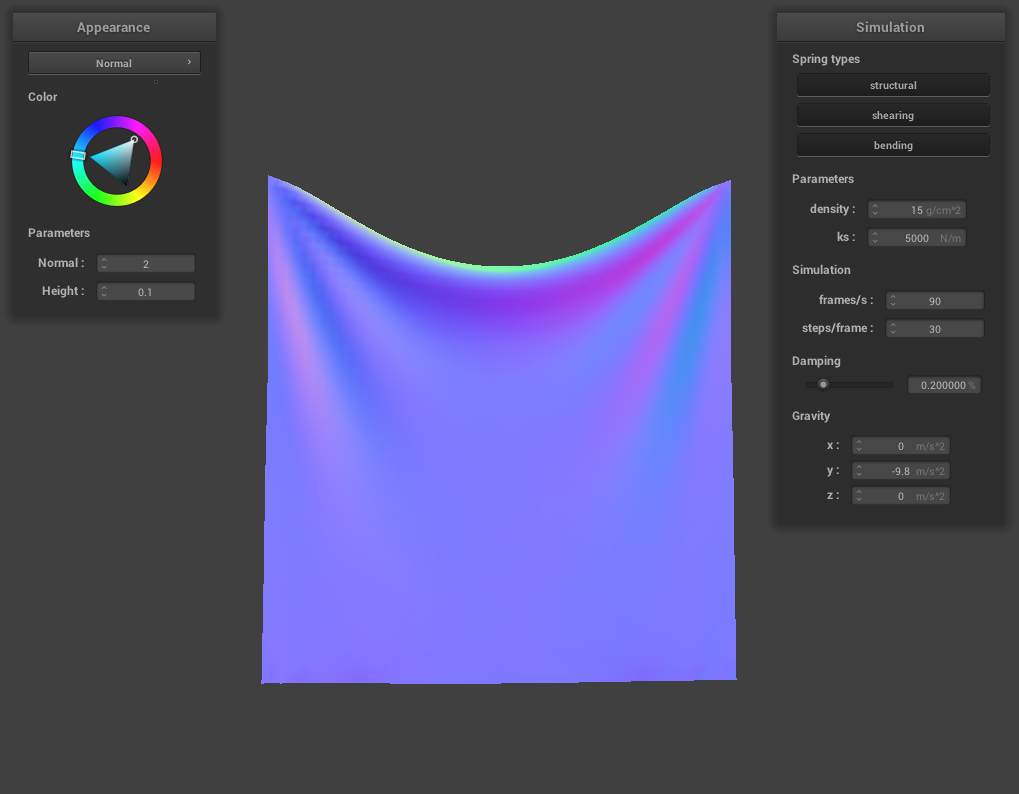 Appearance
Normal ›
Color
Parameters
Normal : 2
Height : 0.1
Simulation
Spring types
structural
shearing
bending
Parameters
density : 15 g/cm^2
ks : 5000 N/m
Simulation
frames/s : 90
steps/frame : 30
Damping
0.200000 %
Gravity
x : 0 m/s^2
y : -9.8 m/s^2
z : 0 m/s^2